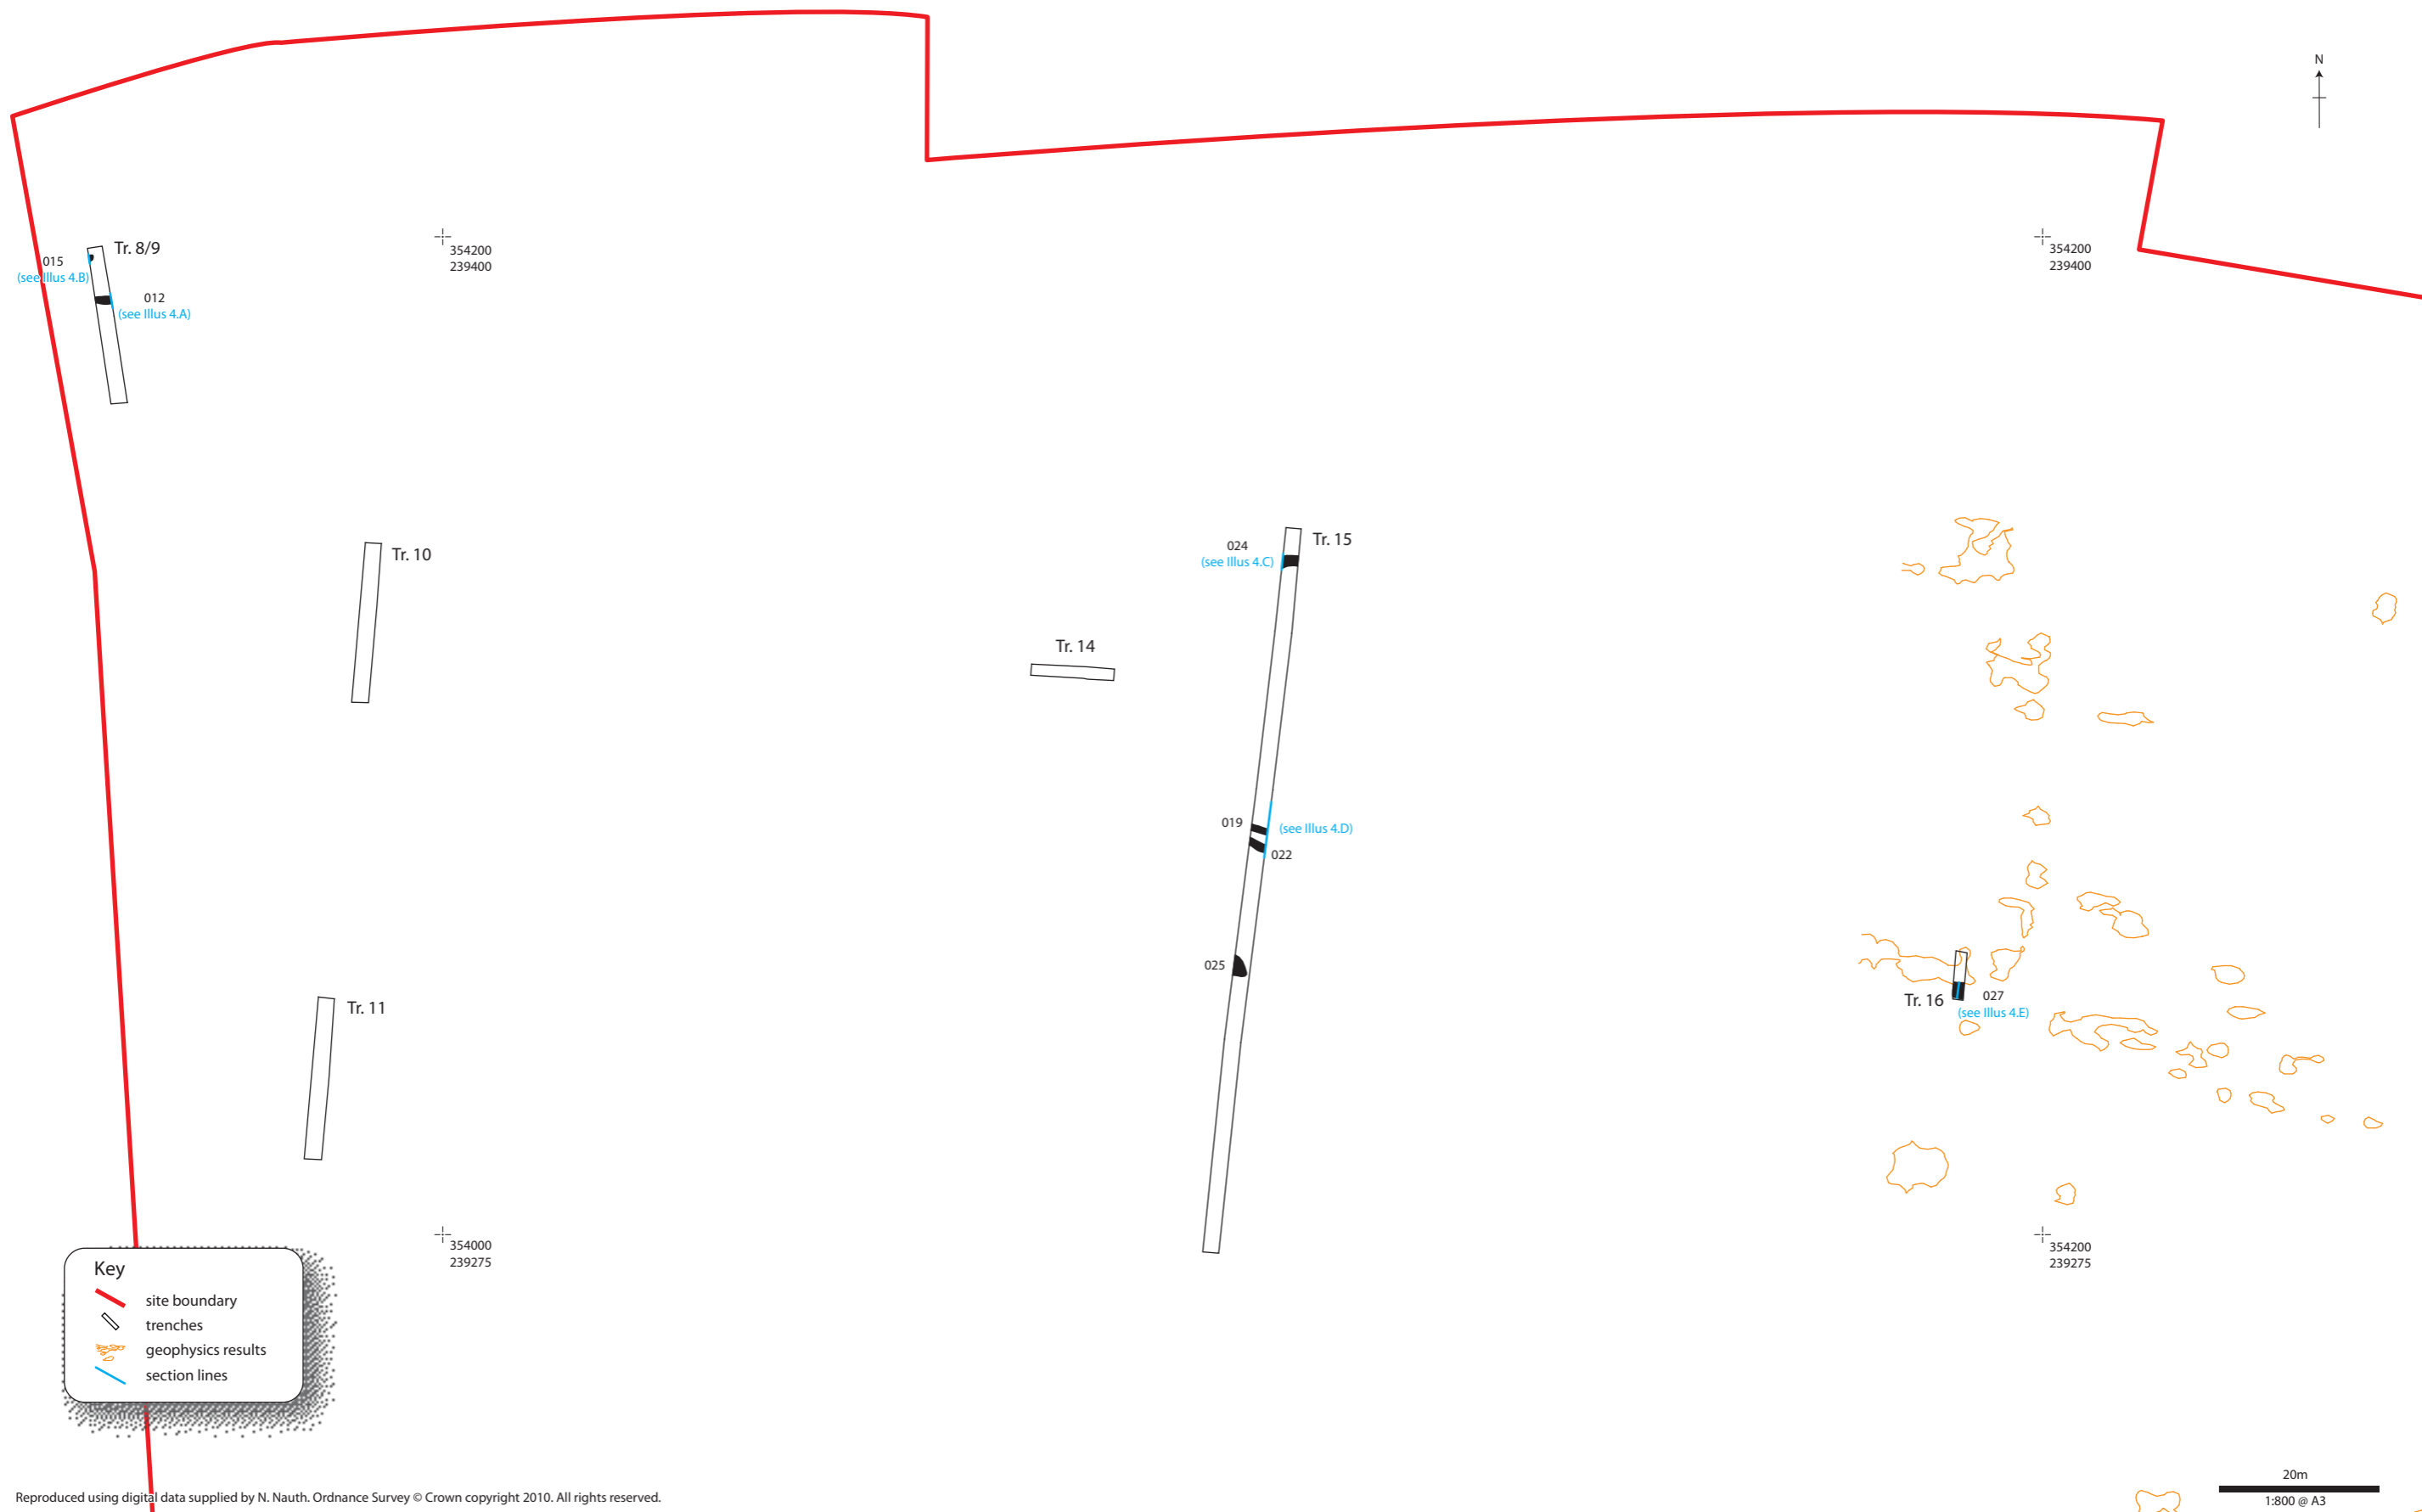 N
Tr. 8/9
015
(see Illus 4.B)
012
(see Illus 4.A)
354200
239400
354200
239400
Tr. 10
024
(see Illus 4.C)
Tr. 15
Tr. 14
019
(see Illus 4.D)
022
025
Tr. 11
Tr. 16
027
(see Illus 4.E)
354000
239275
354200
239275
Key
site boundary
trenches
geophysics results
section lines
20m
1:800 @ A3
Reproduced using digital data supplied by N. Nauth. Ordnance Survey © Crown copyright 2010. All rights reserved.